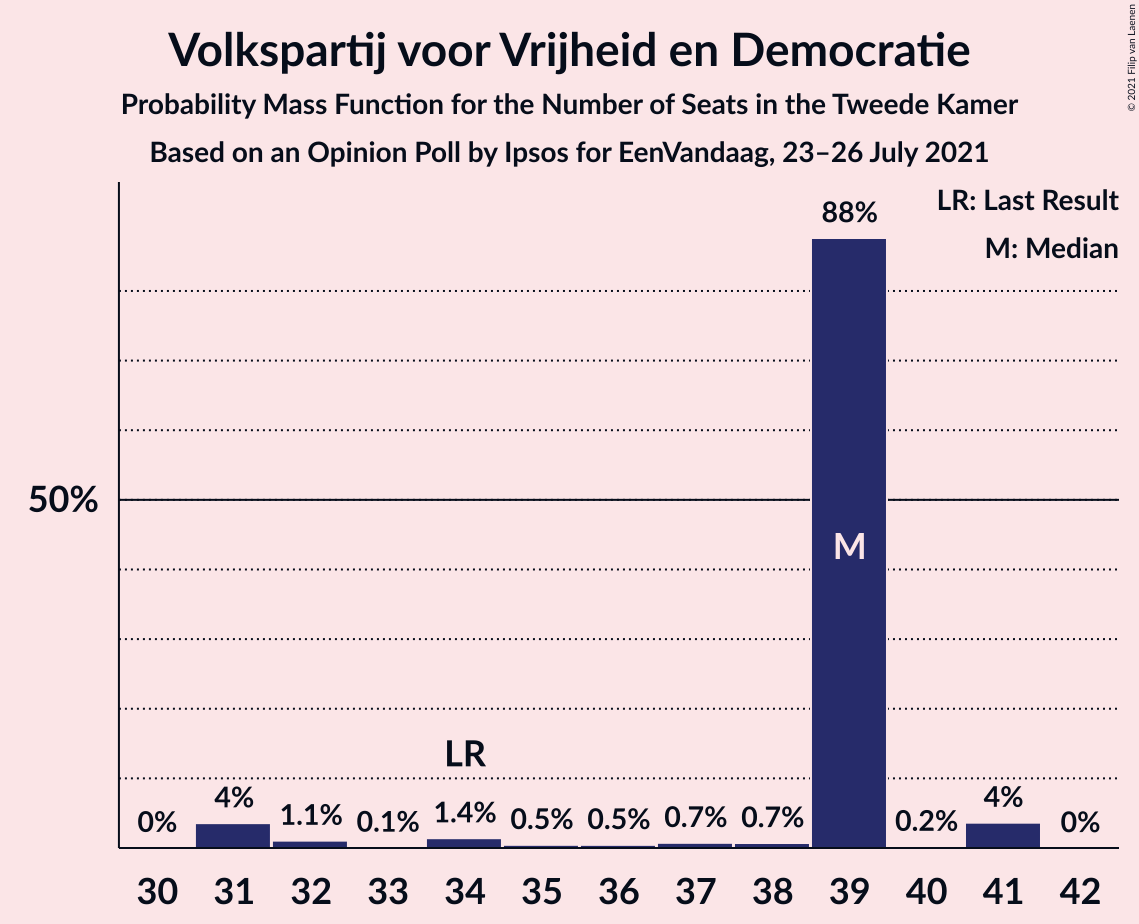 Volkspartij voor Vrijheid en Democratie
Probability Mass Function for the Number of Seats in the Tweede Kamer
Based on an Opinion Poll by Ipsos for EenVandaag, 23–26 July 2021
© 2021 Filip van Laenen
LR: Last Result
M: Median
88%
50%
M
LR
0% 4% 1.1% 0.1% 1.4% 0.5% 0.5% 0.7% 0.7% 0.2% 4% 0%
30 31 32 33 34 35 36 37 38 39 40 41 42